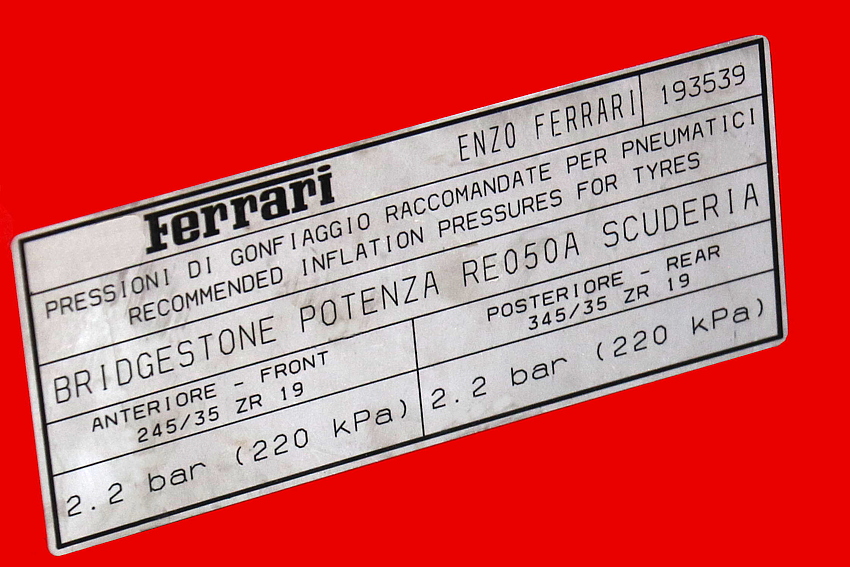 Ferrari ENZO FERRARI 193539
PRESSIONI DI GONFIAGGIO RACCOMANDATE PER PNEUMATICI
RECOMMENDED INFLATION PRESSURES FOR TYRES
BRIDGESTONE POTENZA RE050A SCUDERIA
ANTERIORE - FRONT
245/35 ZR 19
POSTERIORE - REAR
345/35 ZR 19
2.2 bar (220 kPa)
2.2 bar (220 kPa)